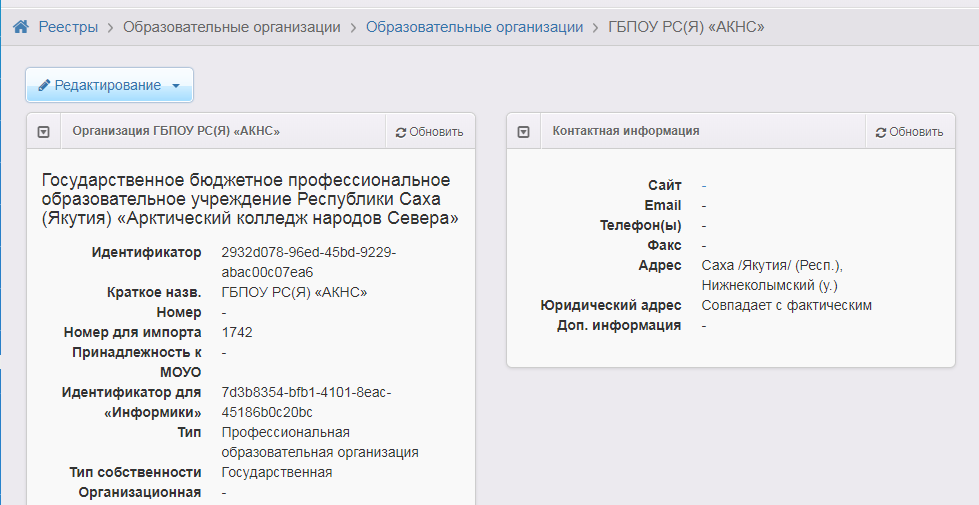 Реестры > Образовательные организации > Образовательные организации > ГБПОУ РС(Я) «АКНС»
Редактирование
Организация ГБПОУ РС(Я) «АКНС» Обновить
Государственное бюджетное профессиональное
образовательное учреждение Республики Саха
(Якутия) «Арктический колледж народов Севера»
Идентификатор 2932d078-96ed-45bd-9229-
abac00c07ea6
Краткое назв. ГБПОУ РС(Я) «АКНС»
Номер -
Номер для импорта 1742
Принадлежность к -
МОУО
Идентификатор для 7d3b8354-bfb1-4101-8eac-
«Информики» 45186b0c20bc
Тип Профессиональная
образовательная организация
Тип собственности Государственная
Организационная -
Контактная информация Обновить
Сайт -
Email -
Телефон(ы) -
Факс -
Адрес Саха /Якутия/ (Респ.),
Нижнеколымский (у.)
Юридический адрес Совпадает с фактическим
Доп. информация -